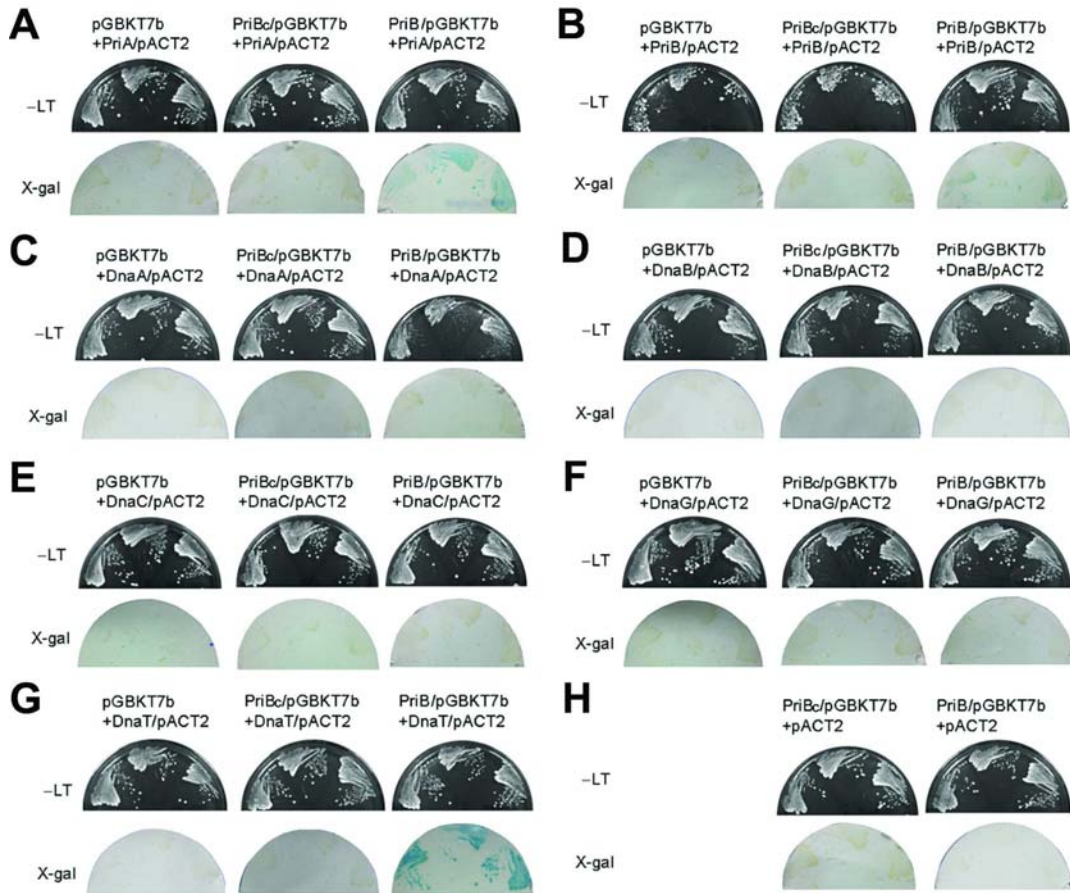 A
pGBKT7b
+PriA/pACT2
PriBc/pGBKT7b
+PriA/pACT2
PriB/pGBKT7b
+PriA/pACT2
–LT
X-gal
B
pGBKT7b
+PriB/pACT2
PriBc/pGBKT7b
+PriB/pACT2
PriB/pGBKT7b
+PriB/pACT2
–LT
X-gal
C
pGBKT7b
+DnaA/pACT2
PriBc/pGBKT7b
+DnaA/pACT2
PriB/pGBKT7b
+DnaA/pACT2
–LT
X-gal
D
pGBKT7b
+DnaB/pACT2
PriBc/pGBKT7b
+DnaB/pACT2
PriB/pGBKT7b
+DnaB/pACT2
–LT
X-gal
E
pGBKT7b
+DnaC/pACT2
PriBc/pGBKT7b
+DnaC/pACT2
PriB/pGBKT7b
+DnaC/pACT2
–LT
X-gal
F
pGBKT7b
+DnaG/pACT2
PriBc/pGBKT7b
+DnaG/pACT2
PriB/pGBKT7b
+DnaG/pACT2
–LT
X-gal
G
pGBKT7b
+DnaT/pACT2
PriBc/pGBKT7b
+DnaT/pACT2
PriB/pGBKT7b
+DnaT/pACT2
–LT
X-gal
H
PriBc/pGBKT7b
+pACT2
PriB/pGBKT7b
+pACT2
–LT
X-gal